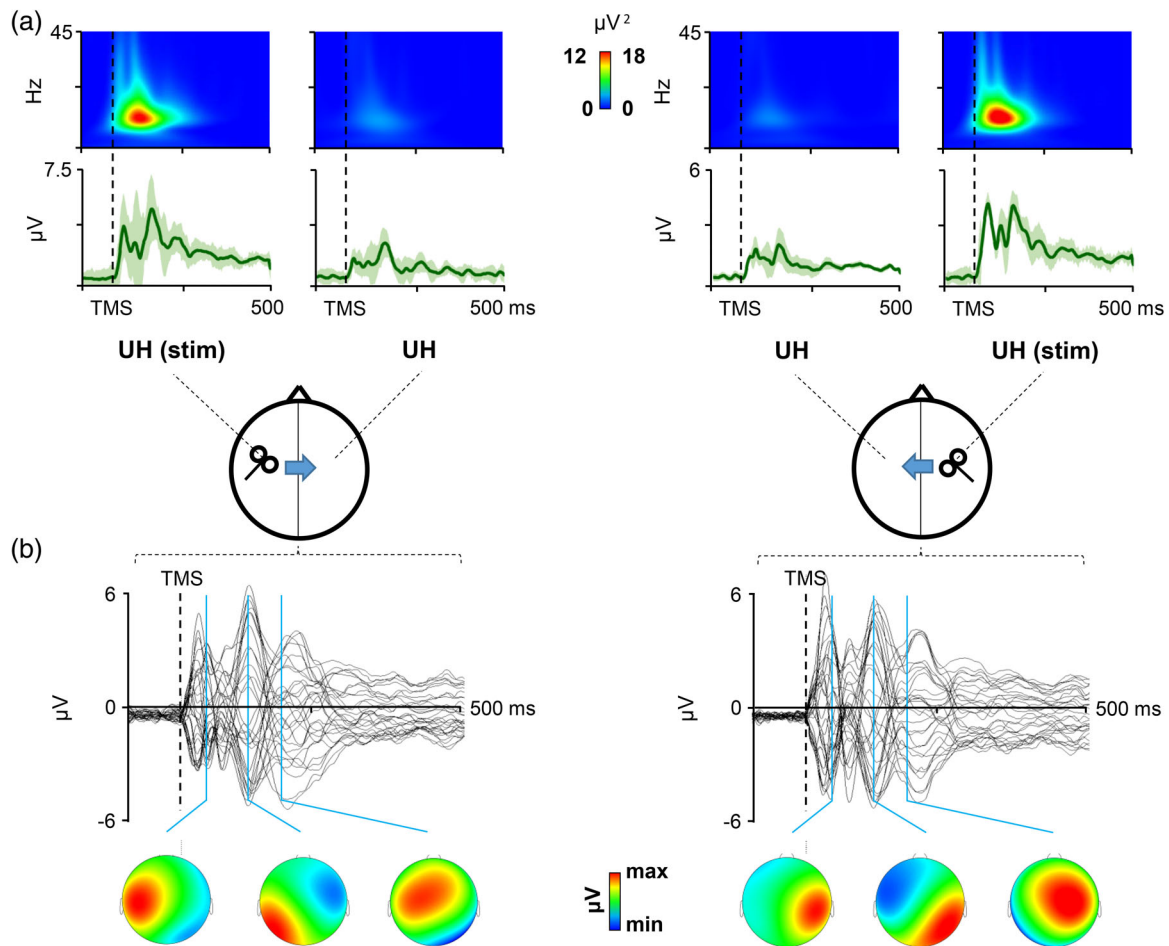 (a)
45
Hz
µV²
12 18
0 0
45
Hz
7.5
µV
TMS
500
TMS
500 ms
6
µV
TMS
500
TMS
500 ms
UH (stim)
UH
UH
UH (stim)
(b)
TMS
6
µV
0
-6
500 ms
TMS
6
µV
0
-6
500 ms
µV
max
min